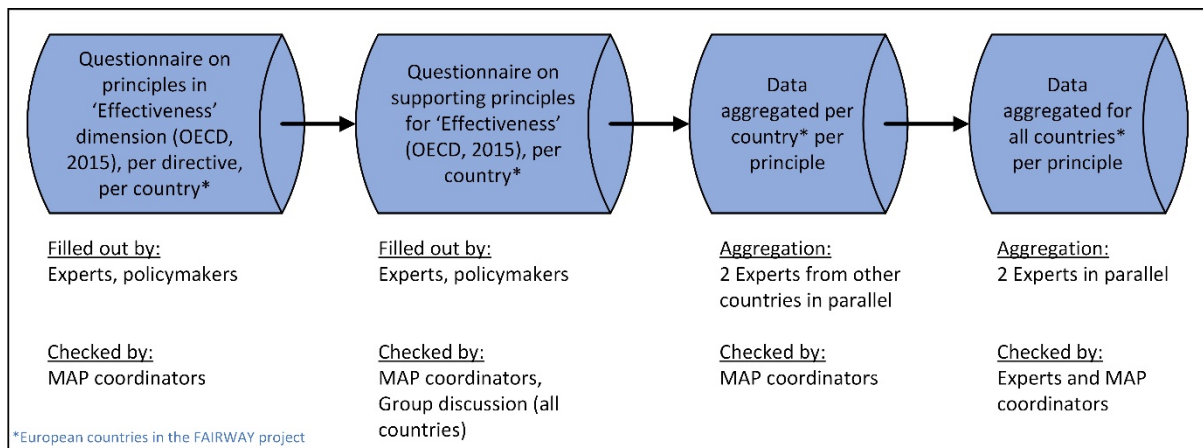 Questionnaire on
principles in
‘Effectiveness’
dimension (OECD,
2015), per directive,
per country*
Questionnaire on
supporting principles
for ‘Effectiveness’
(OECD, 2015), per
country*
Data
aggregated per
country* per
principle
Data
aggregated for
all countries*
per principle
Filled out by:
Experts, policymakers
Checked by:
MAP coordinators
Filled out by:
Experts, policymakers
Checked by:
MAP coordinators,
Group discussion (all
countries)
Aggregation:
2 Experts from other
countries in parallel
Checked by:
MAP coordinators
Aggregation:
2 Experts in parallel
Checked by:
Experts and MAP
coordinators
*European countries in the FAIRWAY project